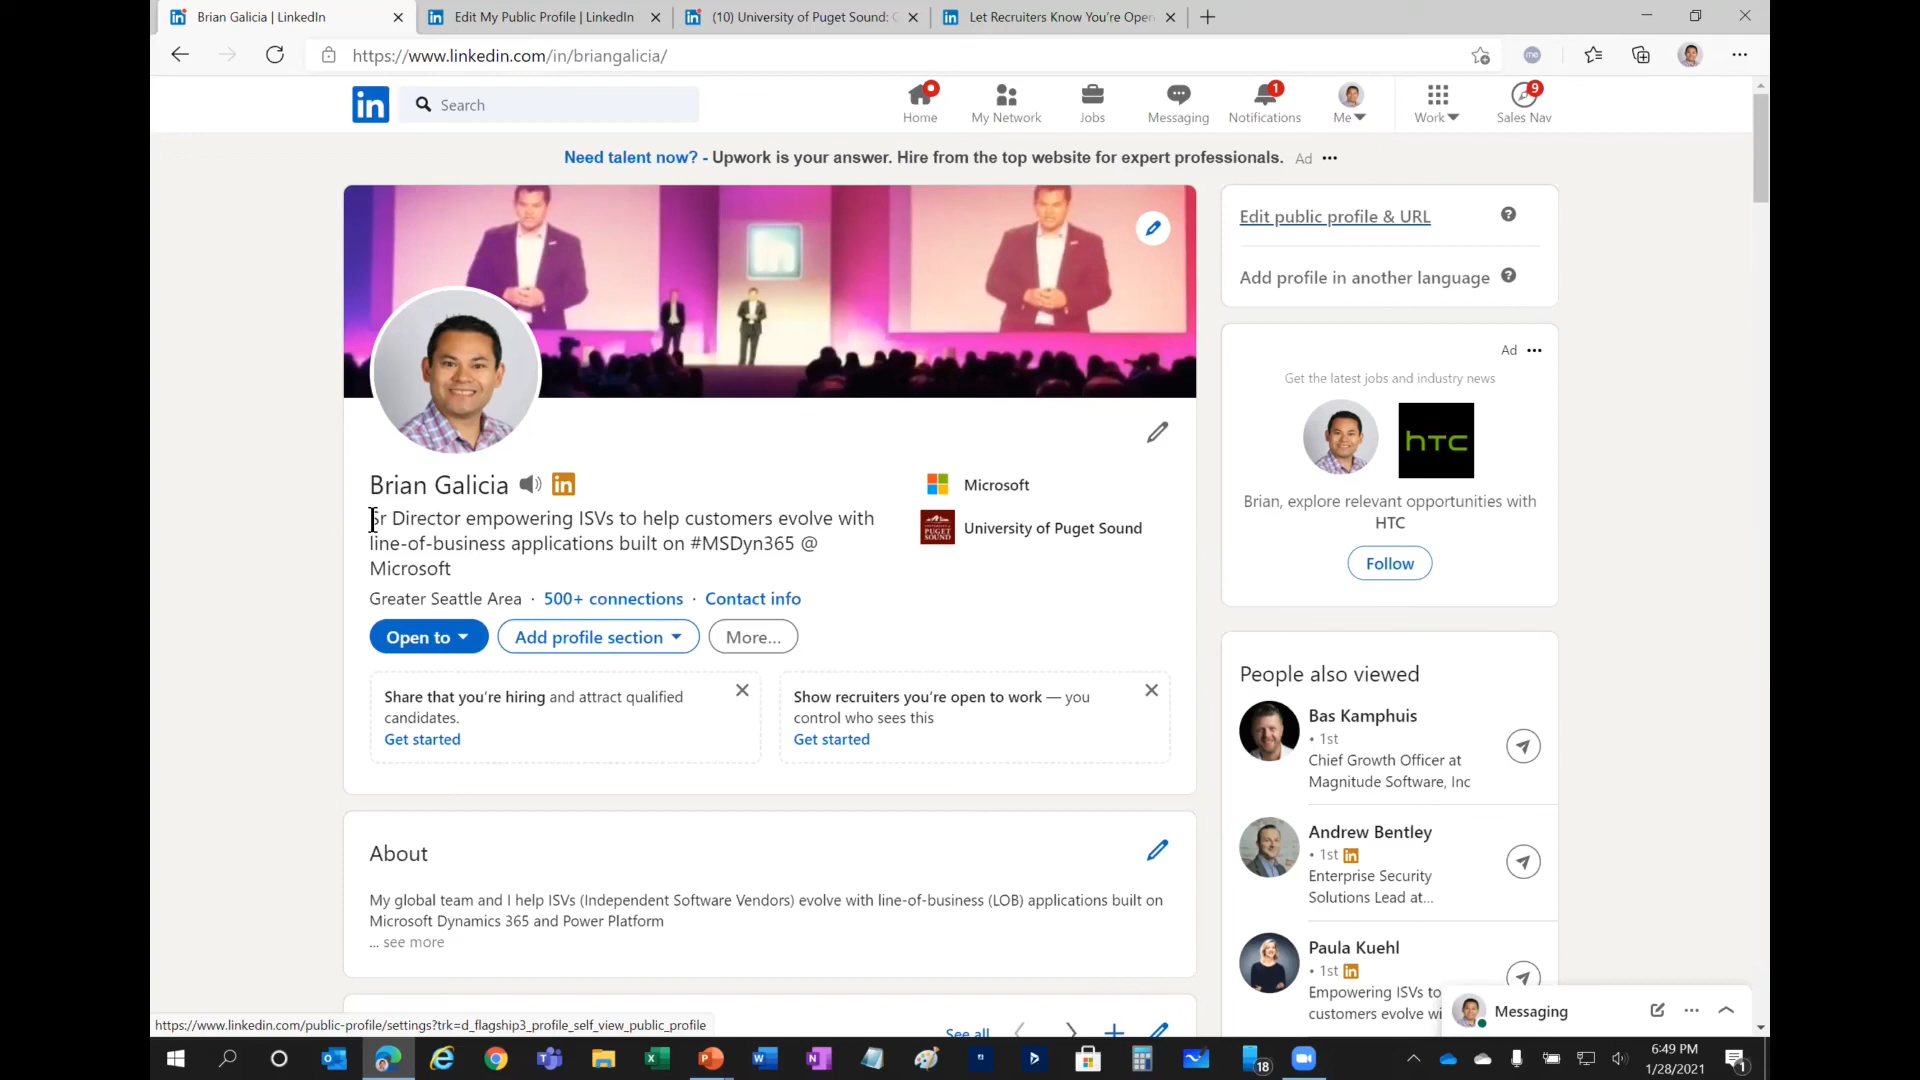 Brian Galicia | LinkedIn
Edit My Public Profile | LinkedIn
(10) University of Puget Sound:
Let Recruiters Know You're Open
https://www.linkedin.com/in/briangalicia/
me
in
Search
Home
My Network
Jobs
Messaging
1
Notifications
Me
Work
9
Sales Nav
Need talent now? - Upwork is your answer. Hire from the top website for expert professionals. Ad
Edit public profile & URL
Add profile in another language
Ad
Get the latest jobs and industry news
hTC
Brian, explore relevant opportunities with
HTC
Follow
Brian Galicia in
Sr Director empowering ISVs to help customers evolve with
line-of-business applications built on #MSDyn365 @
Microsoft
Microsoft
PUGET
SOUND
University of Puget Sound
Greater Seattle Area · 500+ connections · Contact info
Open to
Add profile section
More...
Share that you're hiring and attract qualified
candidates.
Get started
Show recruiters you're open to work — you
control who sees this
Get started
People also viewed
Bas Kamphuis
• 1st
Chief Growth Officer at
Magnitude Software, Inc
Andrew Bentley
• 1st in
Enterprise Security
Solutions Lead at...
Paula Kuehl
• 1st in
Empowering ISVs to
customers evolve wi
About
My global team and I help ISVs (Independent Software Vendors) evolve with line-of-business (LOB) applications built on
Microsoft Dynamics 365 and Power Platform
... see more
See all
Messaging
https://www.linkedin.com/public-profile/settings?trk=d_flagship3_profile_self_view_public_profile
18
6:49 PM
1/28/2021
1